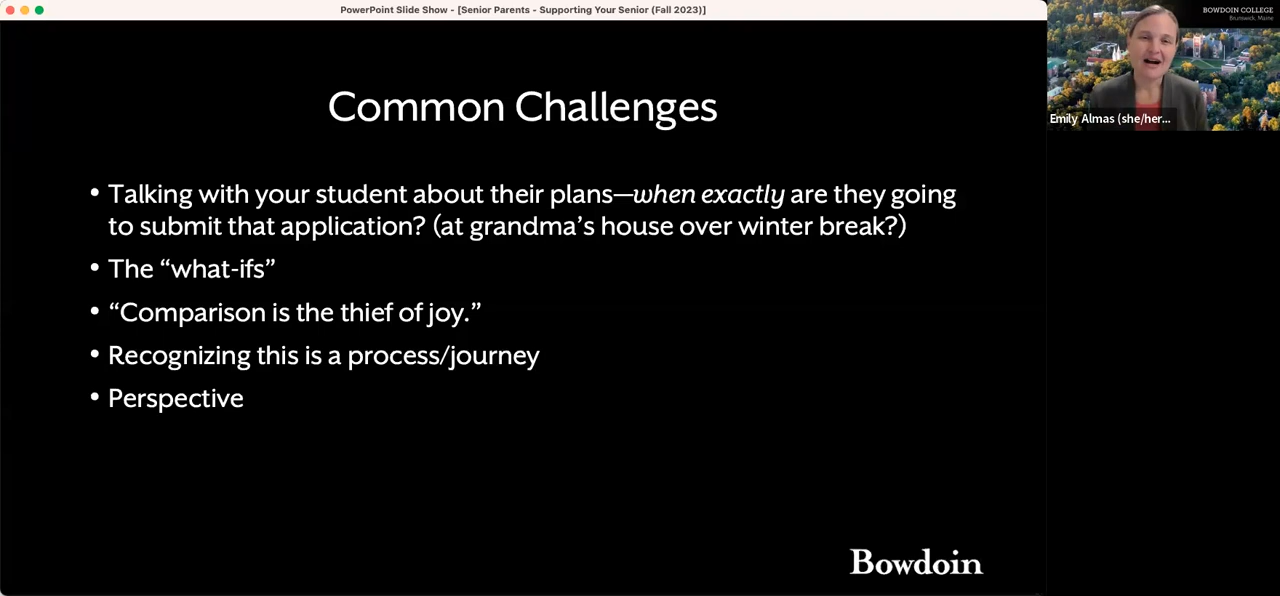 PowerPoint Slide Show - [Senior Parents - Supporting Your Senior (Fall 2023)]
BOWDOIN COLLEGE
Brunswick, Maine
Emily Almas (she/her...
Common Challenges
• Talking with your student about their plans—when exactly are they going
to submit that application? (at grandma’s house over winter break?)
• The “what-ifs”
• “Comparison is the thief of joy.”
• Recognizing this is a process/journey
• Perspective
Bowdoin